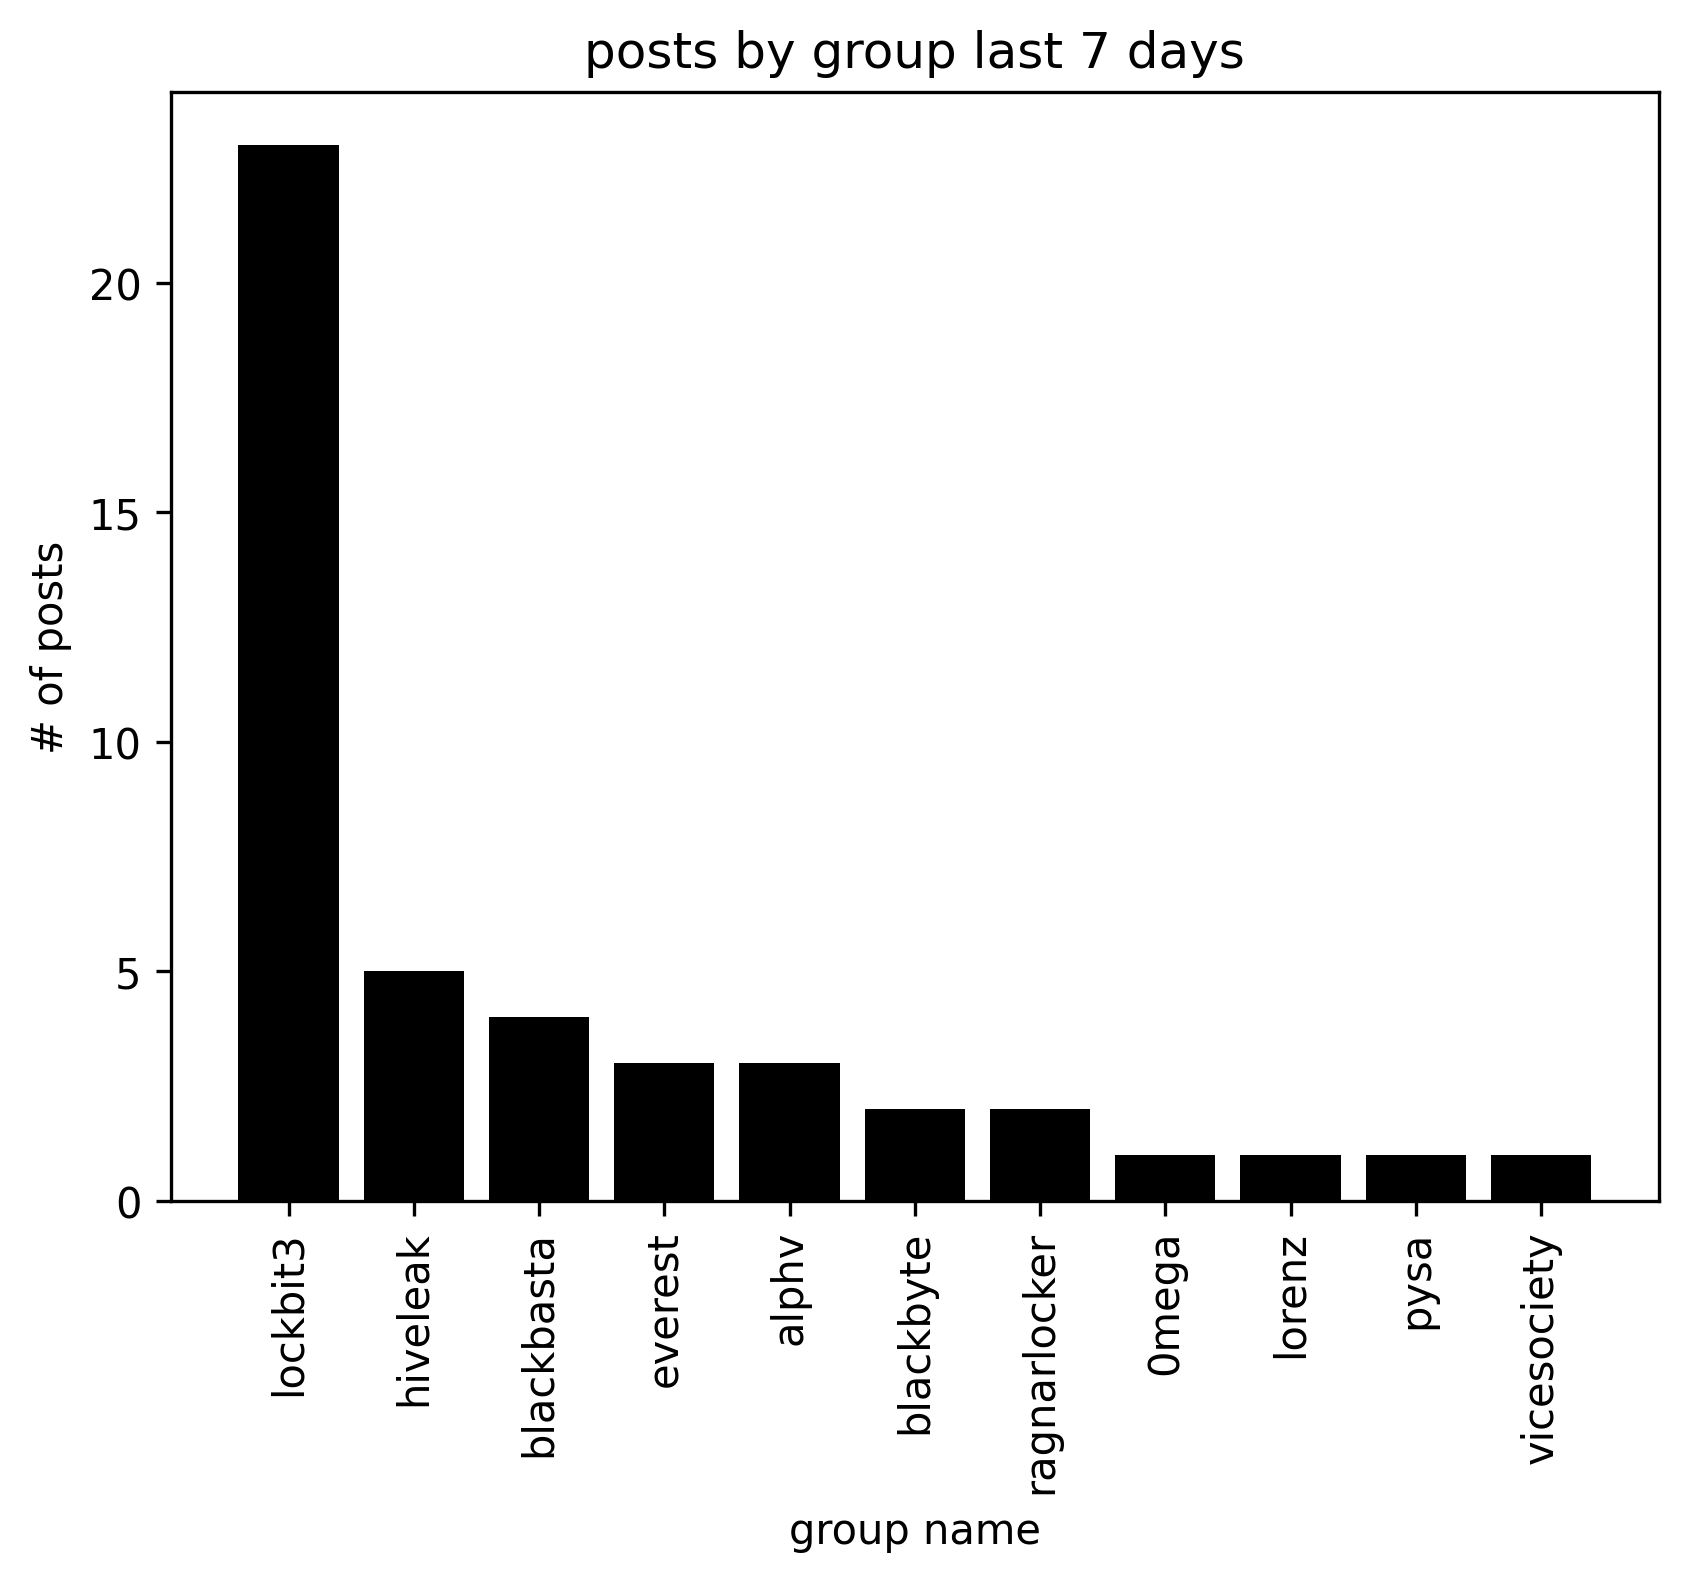 posts by group last 7 days
# of posts
20
15
10
5
0
lockbit3
hiveleak
blackbasta
everest
alphv
blackbyte
ragnarlocker
0mega
lorenz
pysa
vicesociety
group name